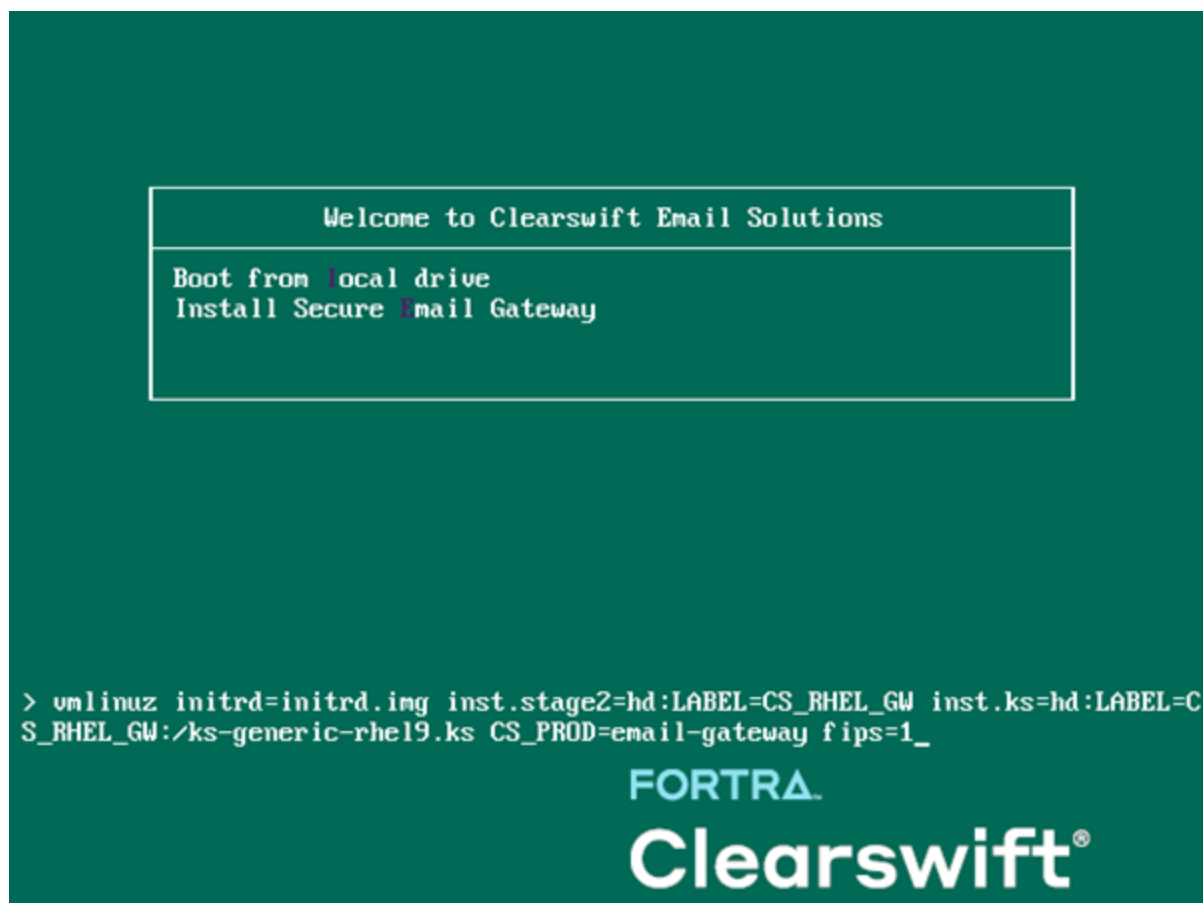 Welcome to Clearswift Email Solutions
Boot from local drive
Install Secure Email Gateway
> vmlinuz initrd=initrd.img inst.stage2=hd:LABEL=CS_RHEL_GW inst.ks=hd:LABEL=C
S_RHEL_GW:/ks-generic-rhel9.ks CS_PROD=email-gateway fips=1_
FORTRA™
Clearswift®